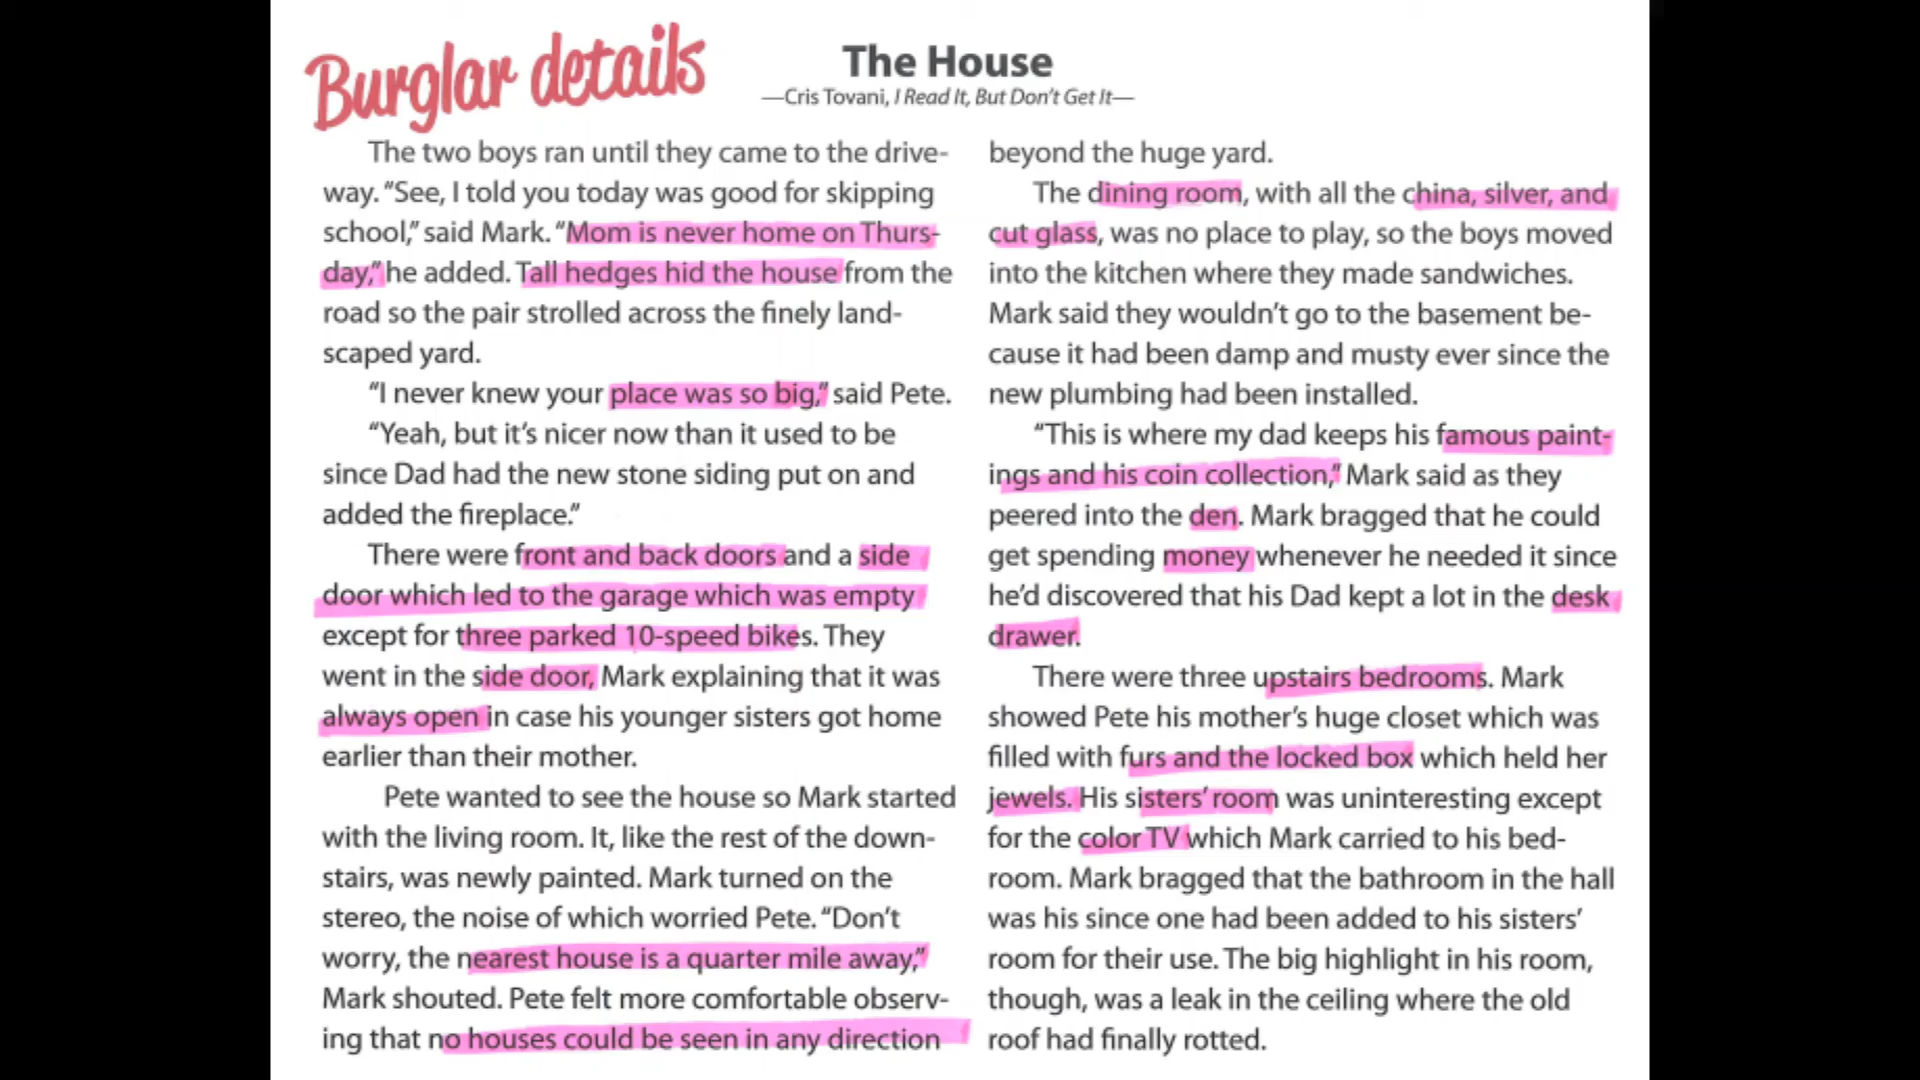 Burglar details
The House
—Cris Tovani, I Read It, But Don't Get It—
The two boys ran until they came to the drive-
way. "See, I told you today was good for skipping
school," said Mark. "Mom is never home on Thurs-
day," he added. Tall hedges hid the house from the
road so the pair strolled across the finely land-
scaped yard.
"I never knew your place was so big," said Pete.
"Yeah, but it's nicer now than it used to be
since Dad had the new stone siding put on and
added the fireplace."
There were front and back doors and a side
door which led to the garage which was empty
except for three parked 10-speed bikes. They
went in the side door, Mark explaining that it was
always open in case his younger sisters got home
earlier than their mother.
Pete wanted to see the house so Mark started
with the living room. It, like the rest of the down-
stairs, was newly painted. Mark turned on the
stereo, the noise of which worried Pete. "Don't
worry, the nearest house is a quarter mile away,"
Mark shouted. Pete felt more comfortable observ-
ing that no houses could be seen in any direction
beyond the huge yard.
The dining room, with all the china, silver, and
cut glass, was no place to play, so the boys moved
into the kitchen where they made sandwiches.
Mark said they wouldn't go to the basement be-
cause it had been damp and musty ever since the
new plumbing had been installed.
"This is where my dad keeps his famous paint-
ings and his coin collection," Mark said as they
peered into the den. Mark bragged that he could
get spending money whenever he needed it since
he'd discovered that his Dad kept a lot in the desk
drawer.
There were three upstairs bedrooms. Mark
showed Pete his mother's huge closet which was
filled with furs and the locked box which held her
jewels. His sisters' room was uninteresting except
for the color TV which Mark carried to his bed-
room. Mark bragged that the bathroom in the hall
was his since one had been added to his sisters'
room for their use. The big highlight in his room,
though, was a leak in the ceiling where the old
roof had finally rotted.